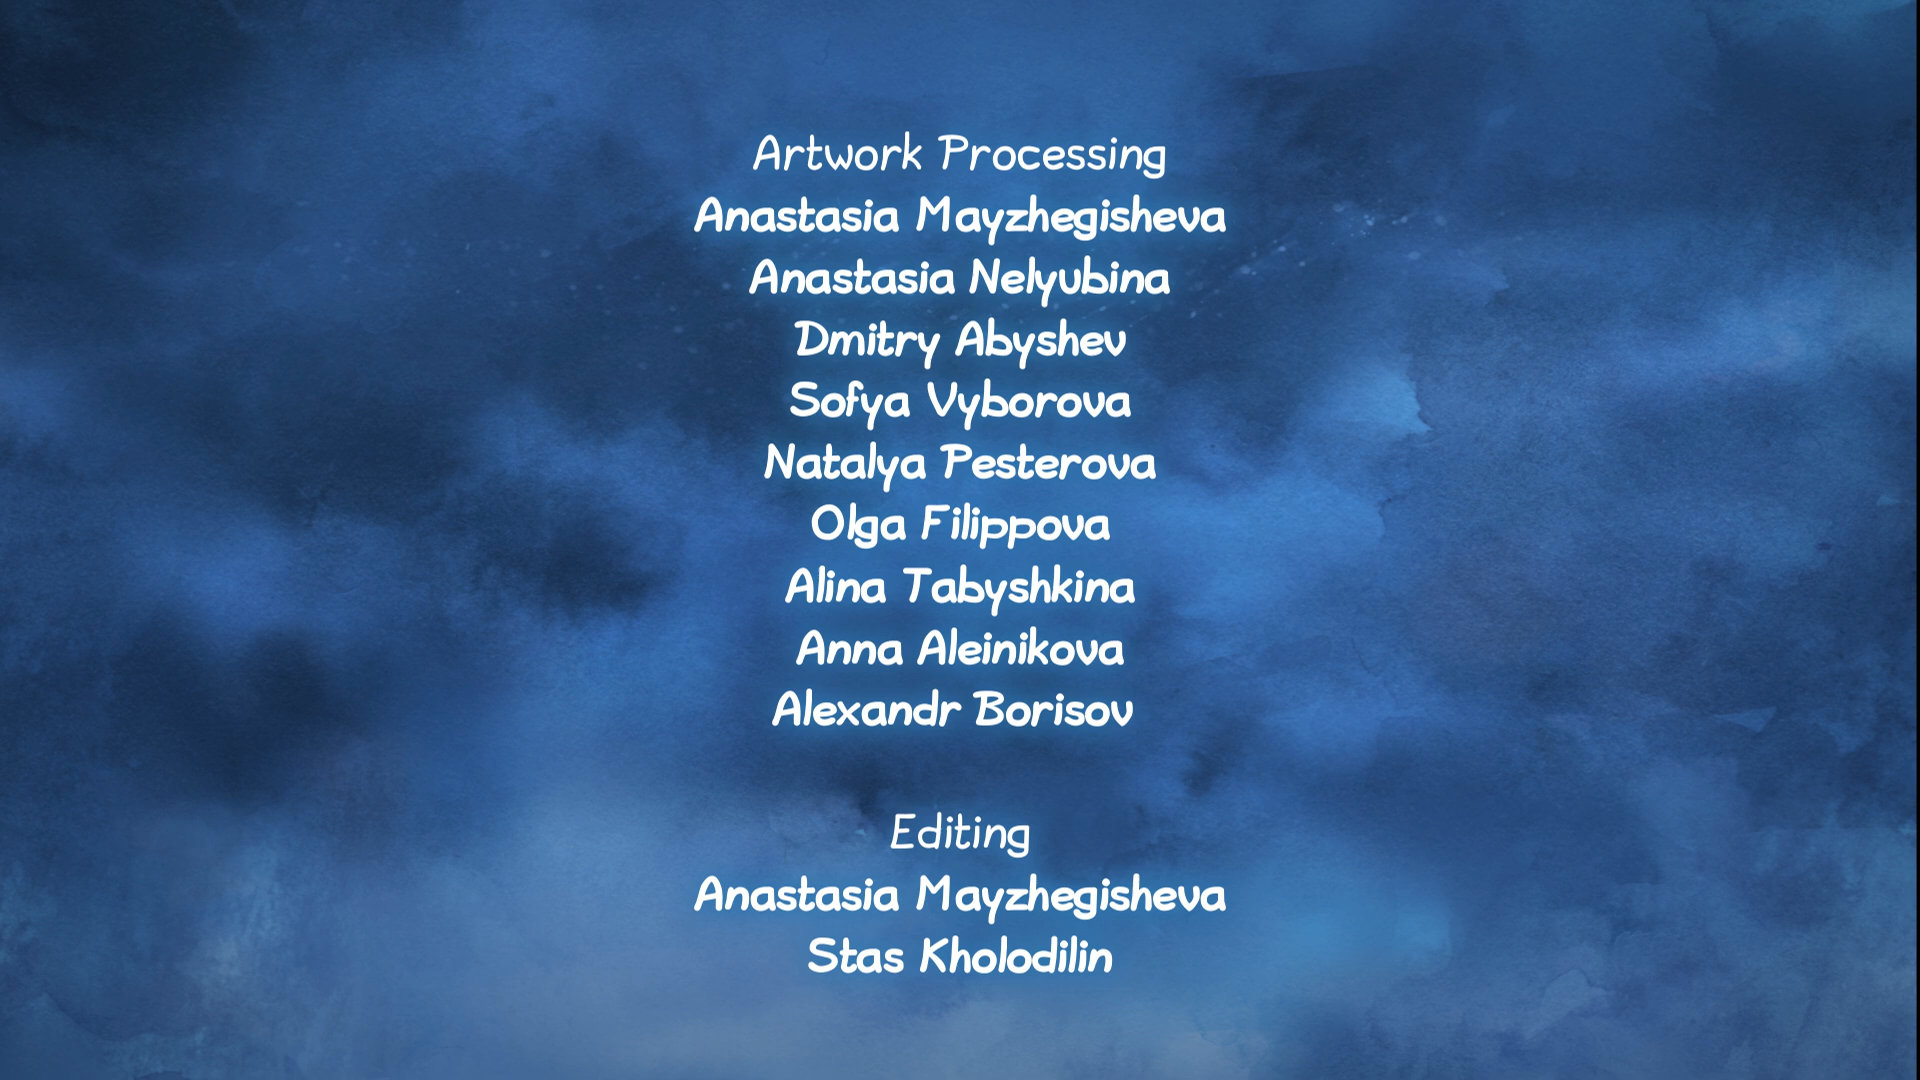 Artwork Processing
Anastasia Mayzhegisheva
Anastasia Nelyubina
Dmitry Abyshev
Sofya Vyborova
Natalya Pesterova
Olga Filippova
Alina Tabyshkina
Anna Aleinikova
Alexandr Borisov
Editing
Anastasia Mayzhegisheva
Stas Kholodilin